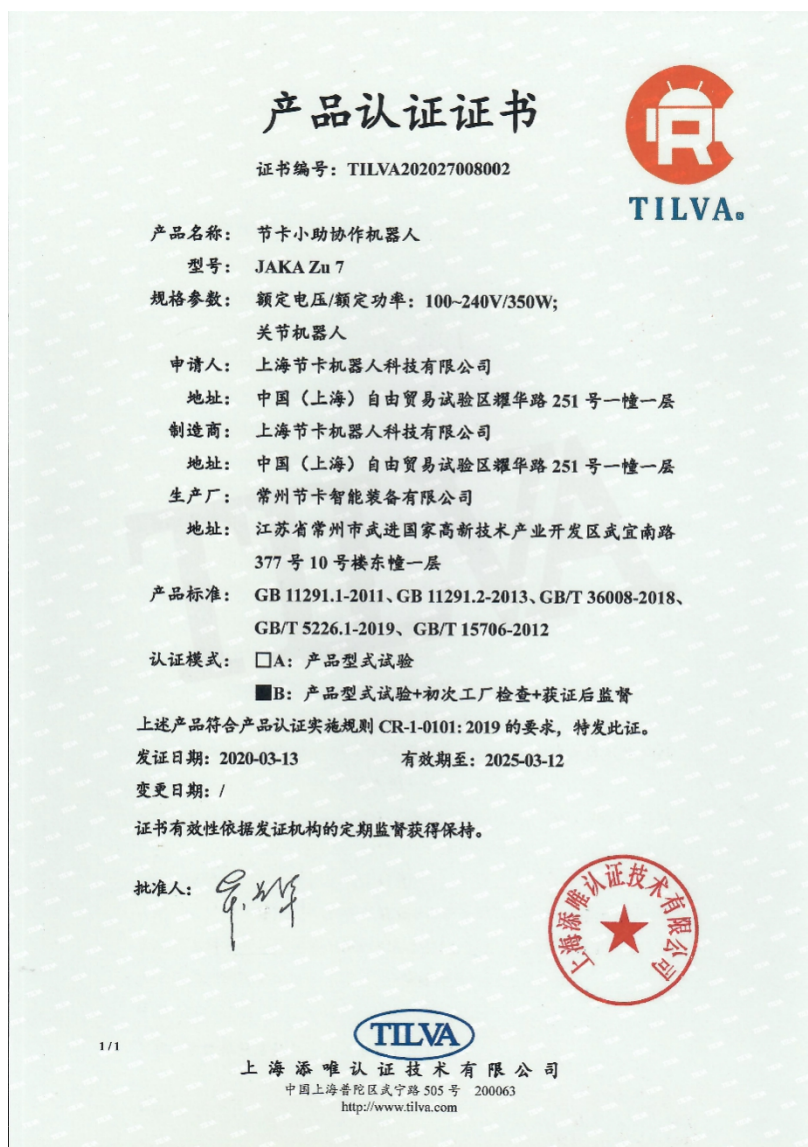 产品认证证书
证书编号：TILVA202027008002
TILVA
产品名称： 节卡小助协作机器人
型号： JAKA Zu 7
规格参数： 额定电压/额定功率：100~240V/350W;
关节机器人
申请人： 上海节卡机器人科技有限公司
地址： 中国（上海）自由贸易试验区耀华路 251 号一幢一层
制造商： 上海节卡机器人科技有限公司
地址： 中国（上海）自由贸易试验区耀华路 251 号一幢一层
生产厂： 常州节卡智能装备有限公司
地址： 江苏省常州市武进国家高新技术产业开发区武宜南路
377 号 10 号楼东幢一层
产品标准： GB 11291.1-2011、GB 11291.2-2013、GB/T 36008-2018、
GB/T 5226.1-2019、GB/T 15706-2012
认证模式： □A：产品型式试验
■B：产品型式试验+初次工厂检查+获证后监督
上述产品符合产品认证实施规则 CR-1-0101: 2019 的要求，特发此证。
发证日期：2020-03-13 有效期至：2025-03-12
变更日期：/
证书有效性依据发证机构的定期监督获得保持。
批准人：
上海添唯认证技术有限公司
1 / 1
TILVA
上海添唯认证技术有限公司
中国上海普陀区武宁路 505 号 200063
http://www.tilva.com